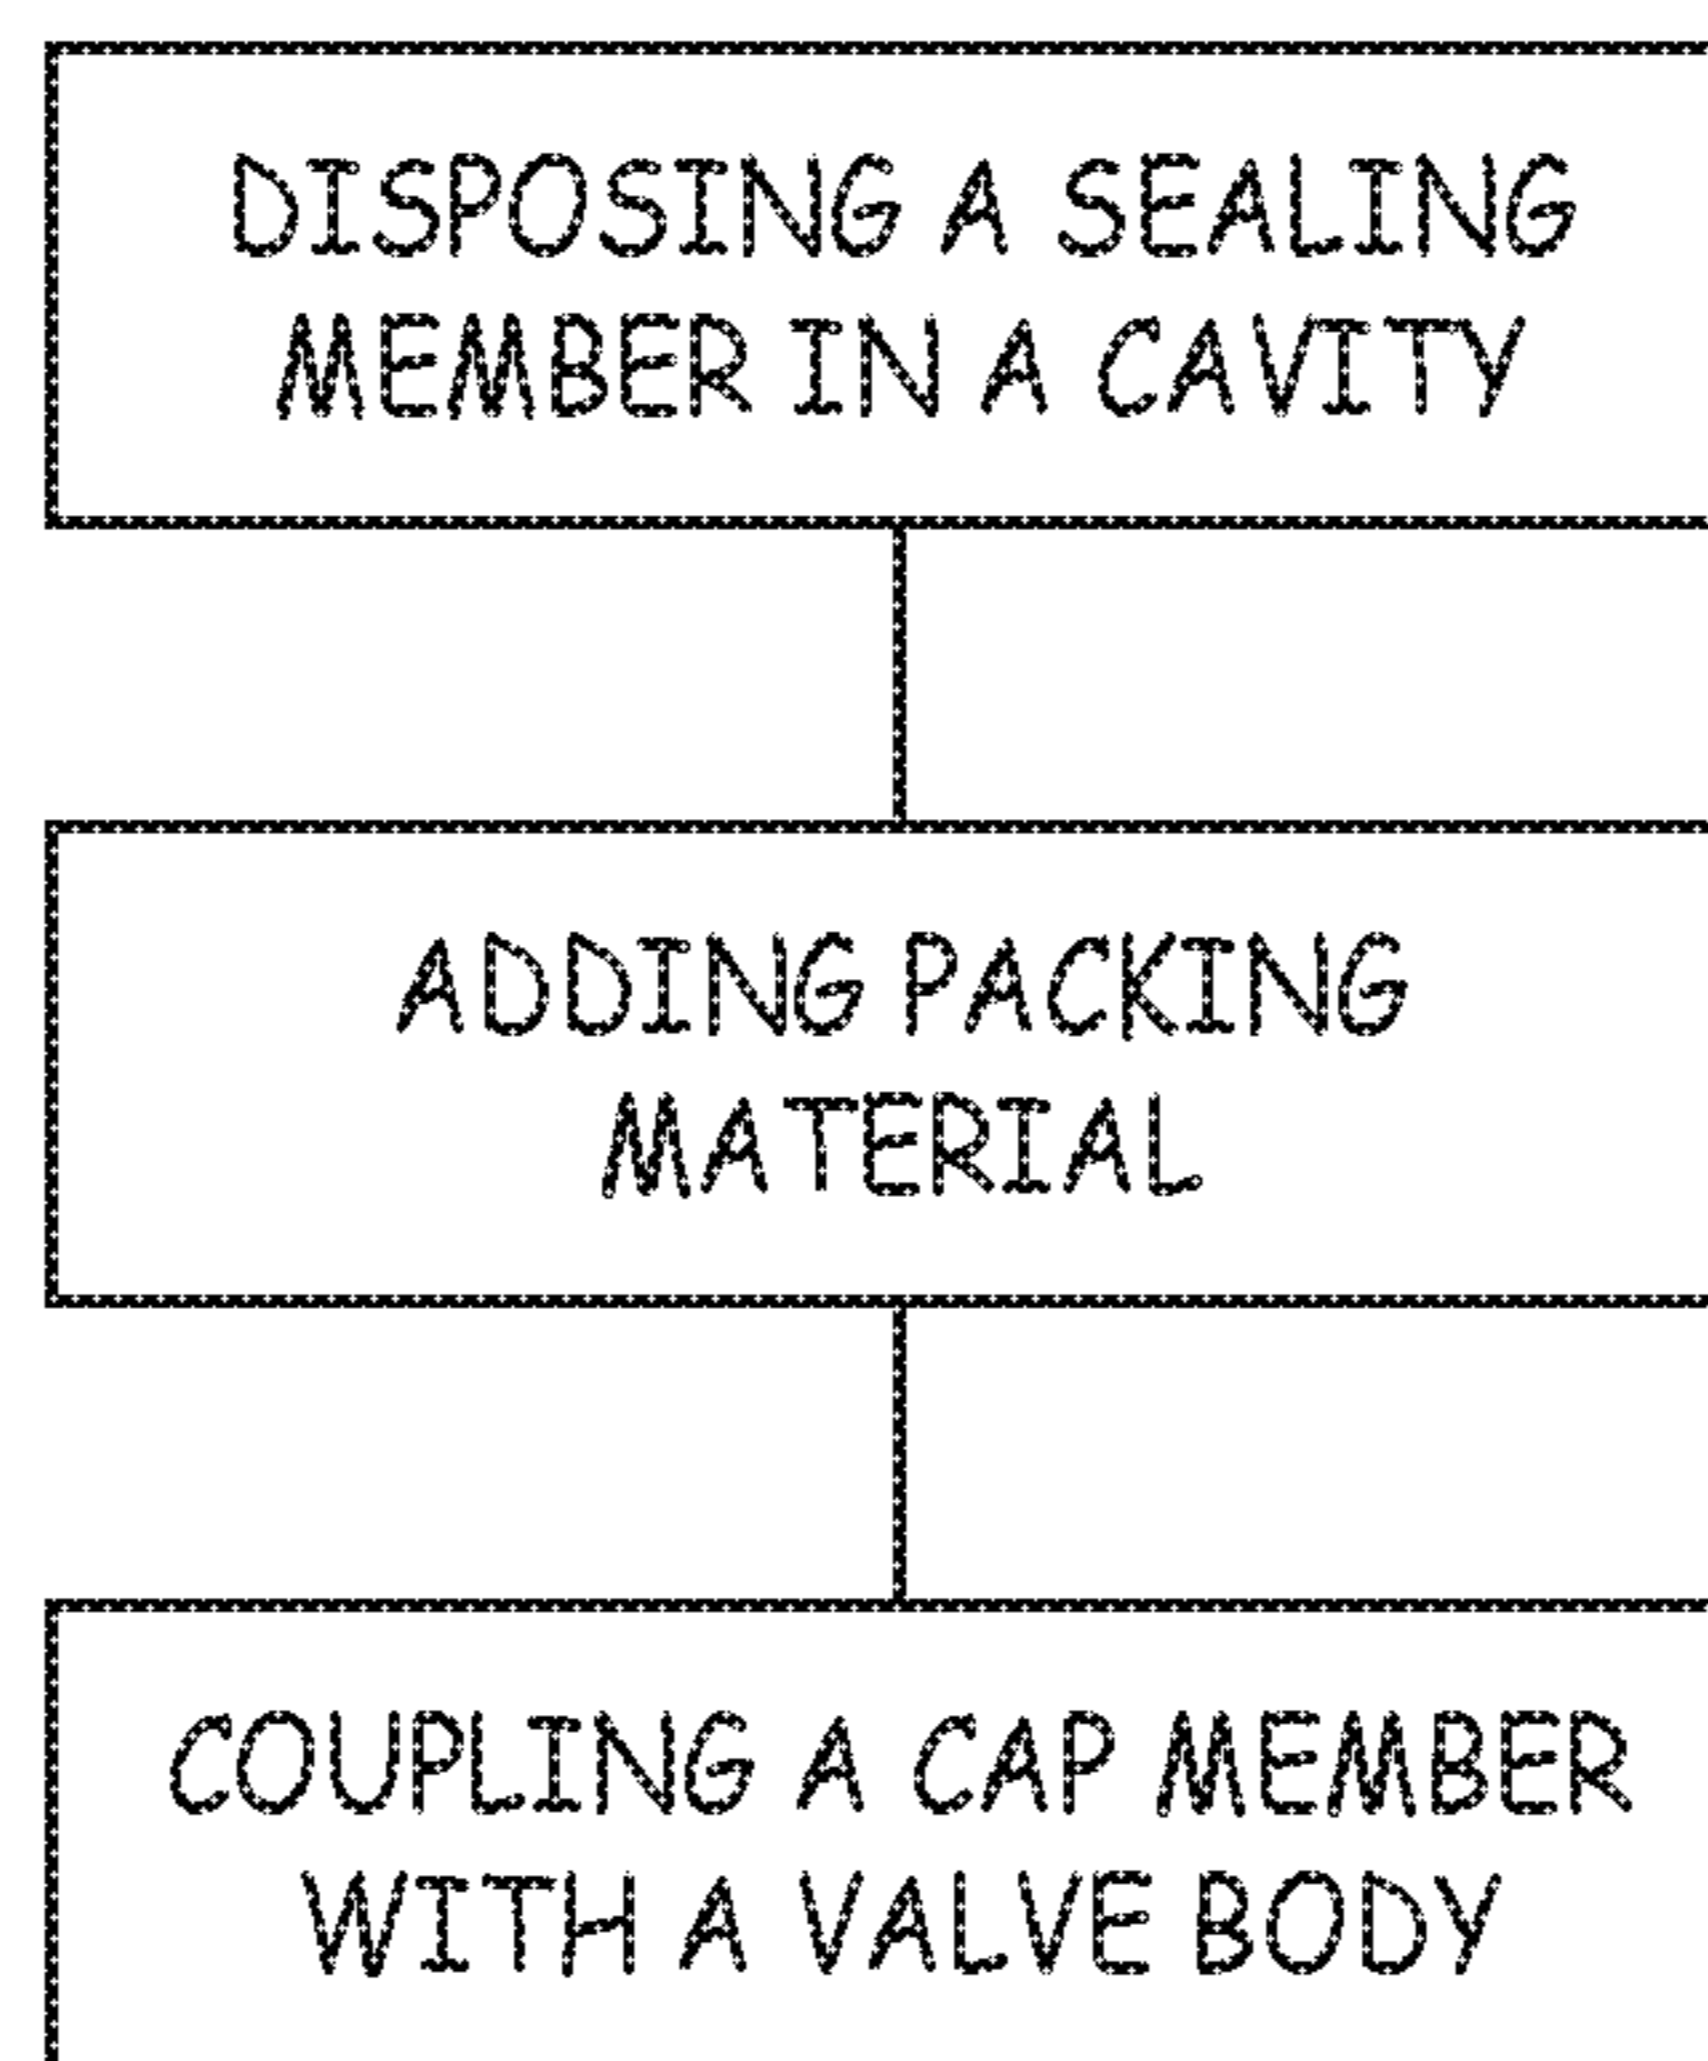 DISPOSING A SEALING
MEMBER IN A CAVITY
ADDING PACKING
MATERIAL
COUPLING A CAP MEMBER
WITH A VALVE BODY